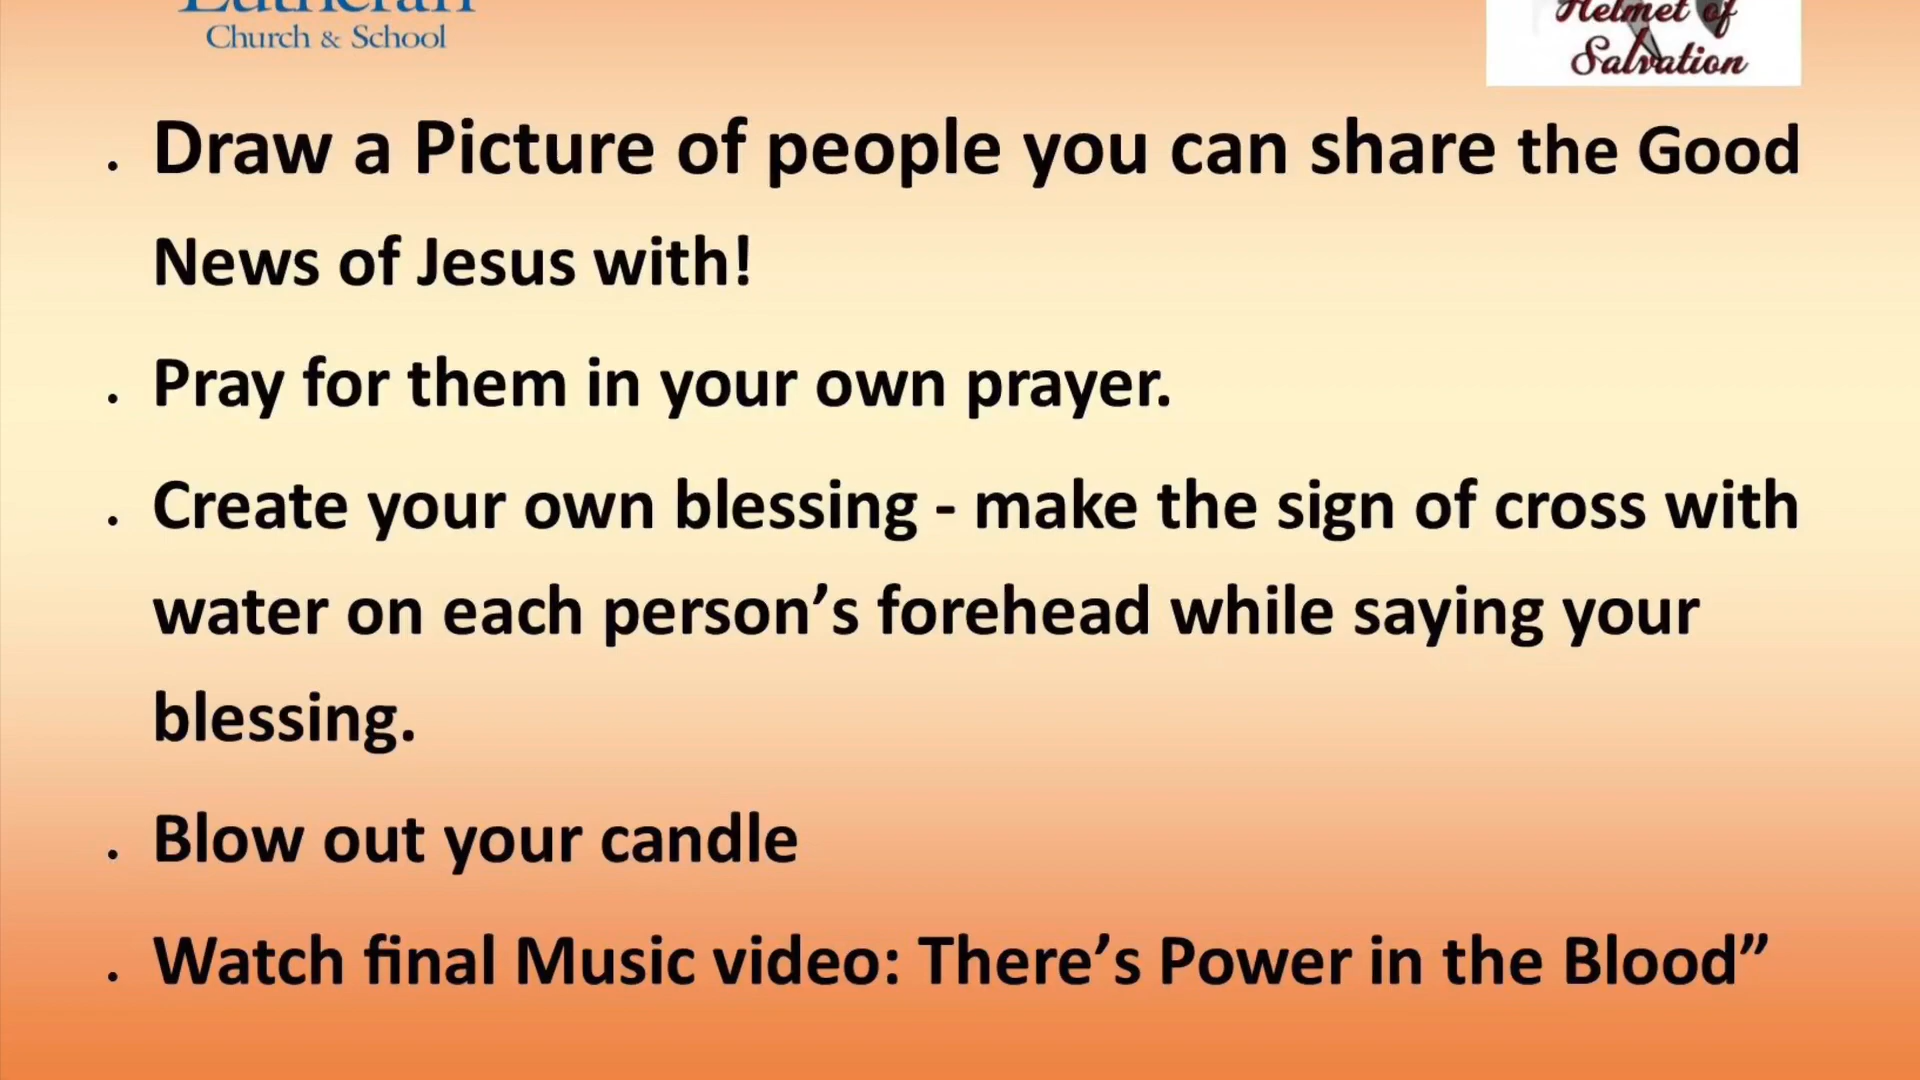 Lutheran
Church & School
Helmet of
Salvation
. Draw a Picture of people you can share the Good
News of Jesus with!
. Pray for them in your own prayer.
. Create your own blessing - make the sign of cross with
water on each person’s forehead while saying your
blessing.
. Blow out your candle
. Watch final Music video: There’s Power in the Blood”